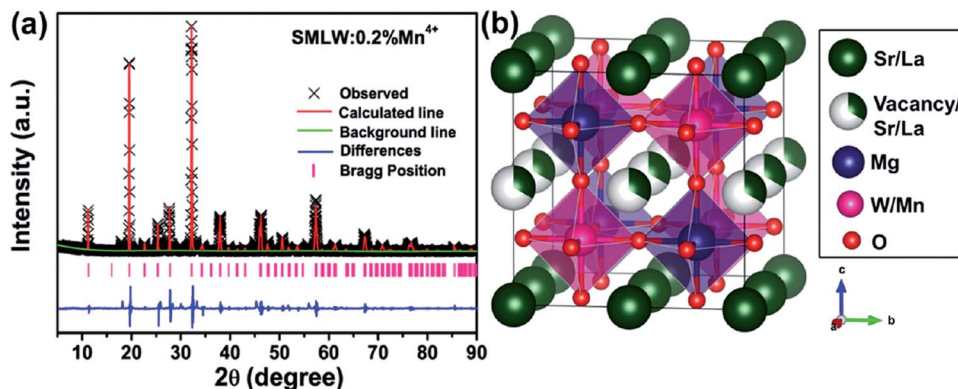 (a)
SMLW:0.2%Mn⁴⁺
Observed
Calculated line
Background line
Differences
Bragg Position
Intensity (a.u.)
10 20 30 40 50 60 70 80 90
2θ (degree)
(b)
Sr/La
Vacancy/
Sr/La
Mg
W/Mn
O
c
a
b